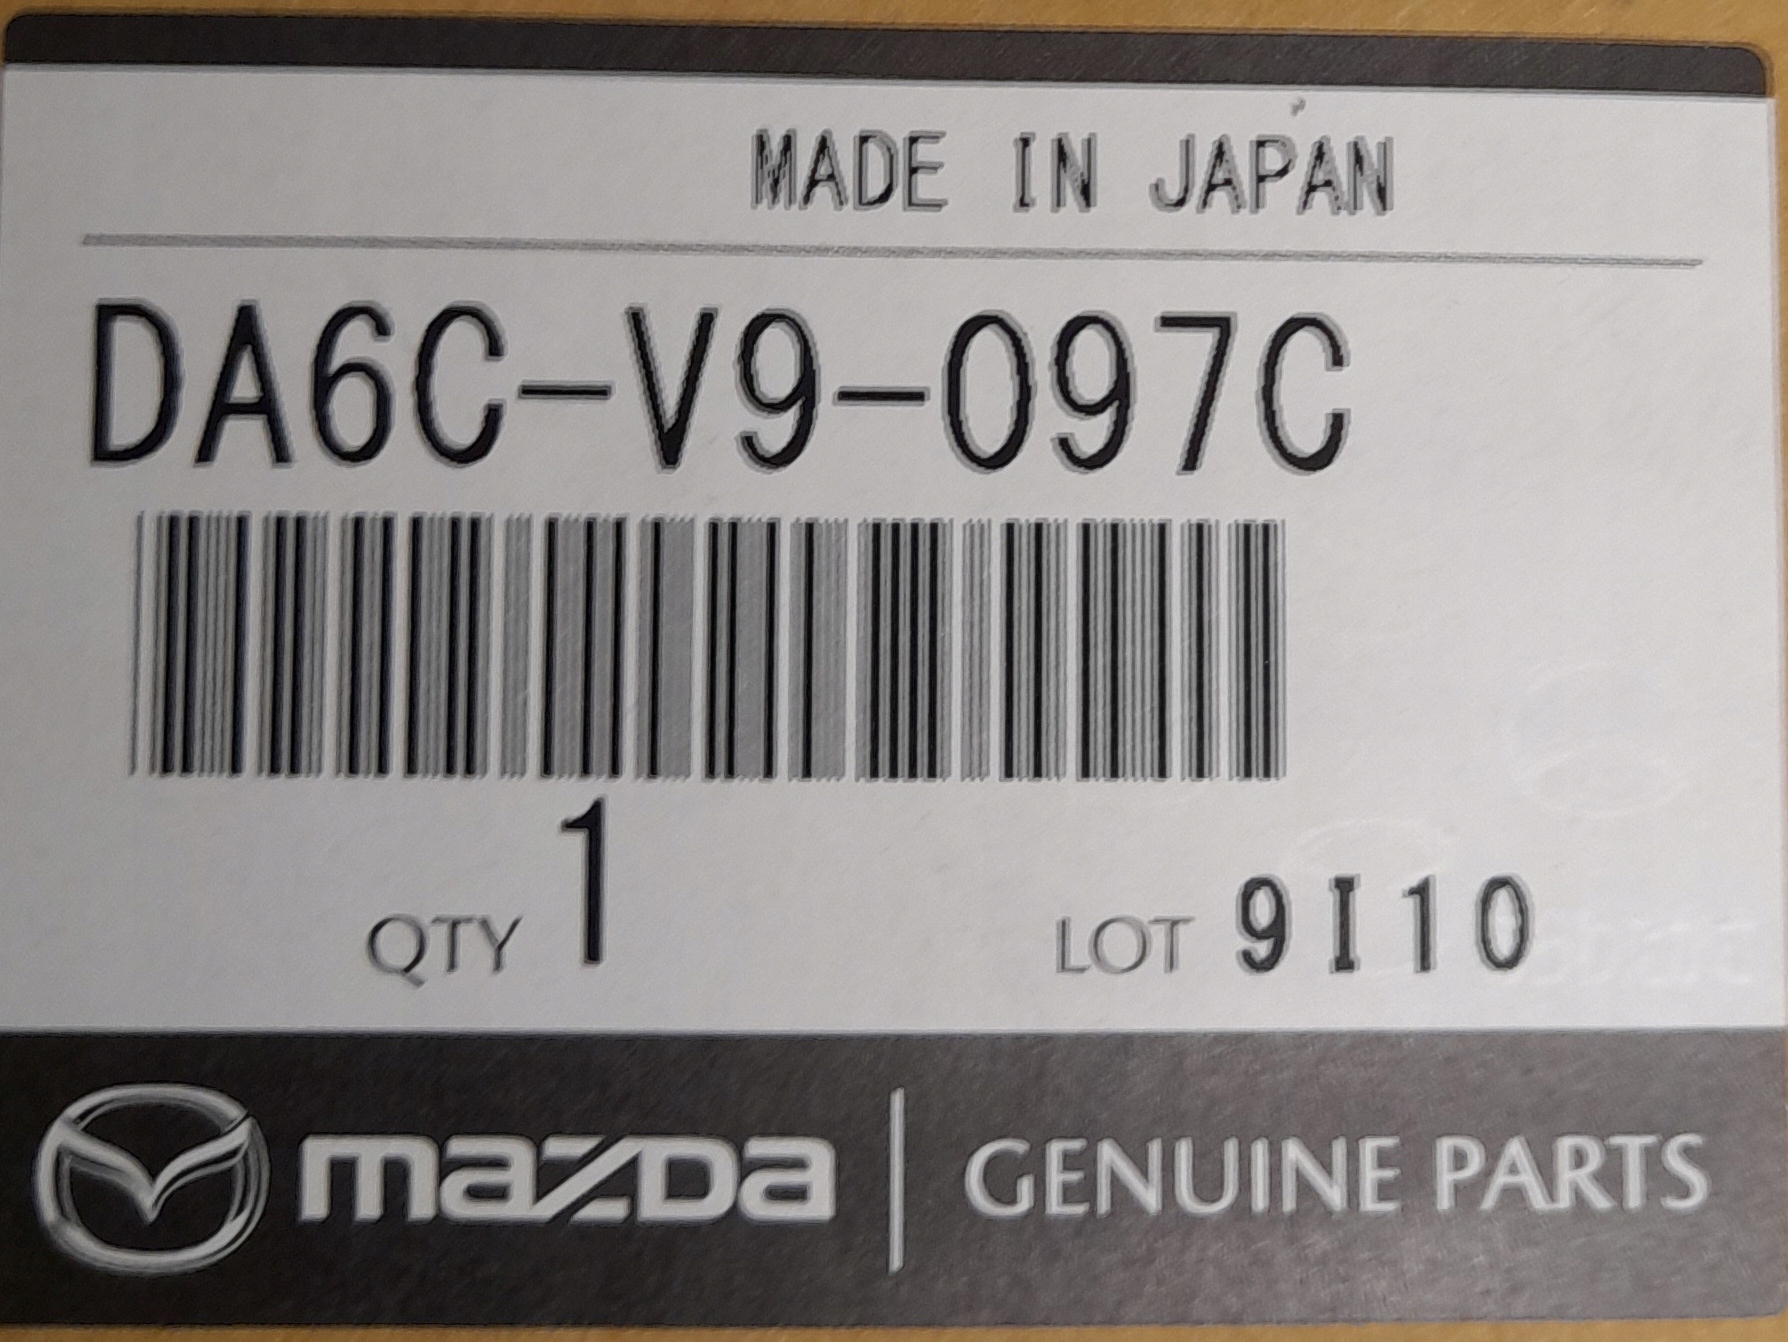 MADE IN JAPAN
DA6C-V9-097C
QTY 1 LOT 9I10
mazda | GENUINE PARTS